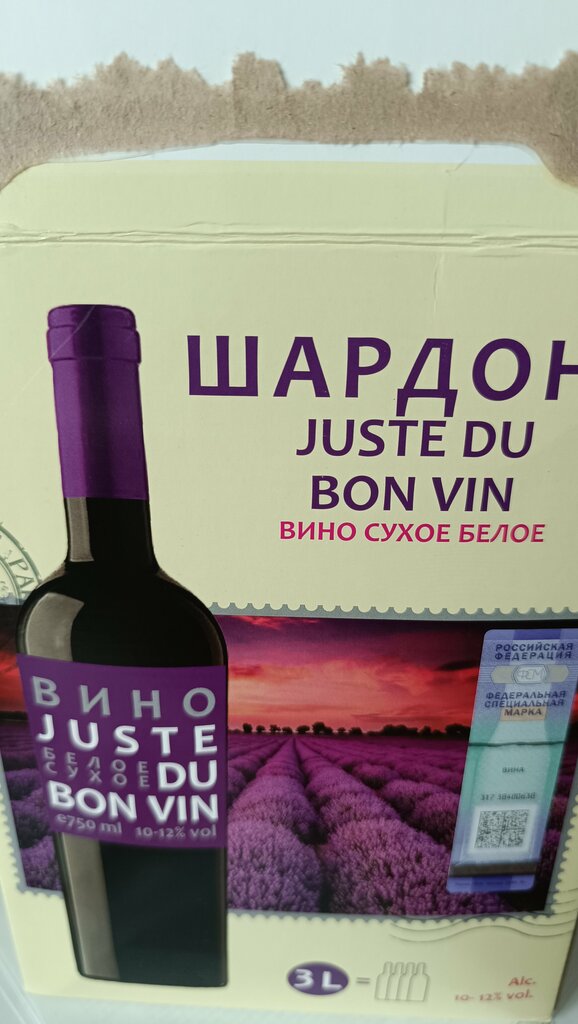 ШАРДОН
JUSTE DU
BON VIN
ВИНО СУХОЕ БЕЛОЕ
ВИНО
JUSTE
БЕЛОЕ
СУХОЕ DU
BON VIN
e750 ml 10-12% vol
РОССИЙСКАЯ
ФЕДЕРАЦИЯ
ФЕДЕРАЛЬНАЯ
СПЕЦИАЛЬНАЯ
МАРКА
ВИНА
3 L =
Alc.
10- 12% vol.